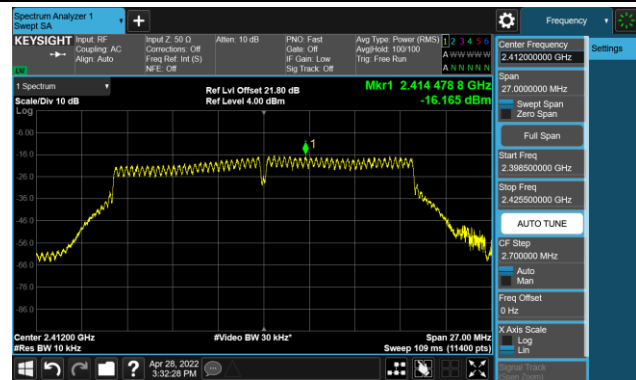 Spectrum Analyzer 1
Swept SA
+
Frequency
KEYSIGHT
Input: RF
Coupling: AC
Align: Auto
Input Z: 50 Ω
Corrections: Off
Freq Ref: Int (S)
NFE: Off
Atten: 10 dB
PNO: Fast
Gate: Off
IF Gain: Low
Sig Track: Off
Avg Type: Power (RMS)
Avg|Hold: 100/100
Trig: Free Run
1 2 3 4 5 6
A W W W W W
A N N N N N
1 Spectrum
Scale/Div 10 dB
Log
Ref Lvl Offset 21.80 dB
Ref Level 4.00 dBm
Mkr1 2.414 478 8 GHz
-16.165 dBm
1
-6.00
-16.0
-26.0
-36.0
-46.0
-56.0
-66.0
-76.0
-86.0
Center 2.41200 GHz
#Res BW 10 kHz
#Video BW 30 kHz*
Span 27.00 MHz
Sweep 109 ms (11400 pts)
Center Frequency
2.412000000 GHz
Settings
Span
27.0000000 MHz
Swept Span
Zero Span
Full Span
Start Freq
2.398500000 GHz
Stop Freq
2.425500000 GHz
AUTO TUNE
CF Step
2.700000 MHz
Auto
Man
Freq Offset
0 Hz
X Axis Scale
Log
Lin
Signal Track
(Span Zoom)
?
Apr 28, 2022
3:32:28 PM